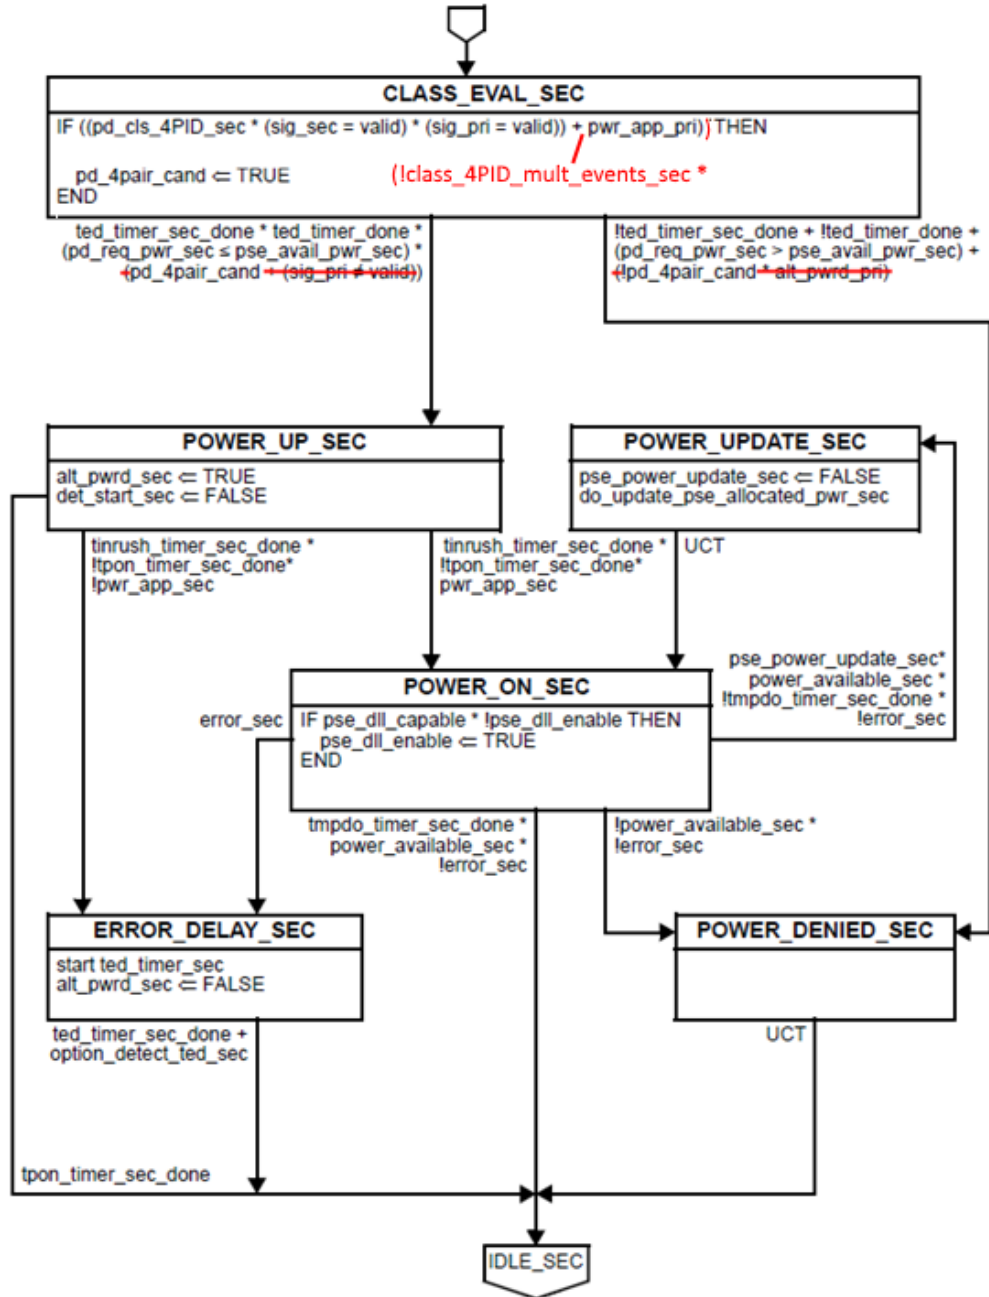 CLASS_EVAL_SEC
IF ((pd_cls_4PID_sec * (sig_sec = valid) * (sig_pri = valid)) + pwr_app_pri)) THEN
pd_4pair_cand ⇐ TRUE
(!class_4PID_mult_events_sec *
END
ted_timer_sec_done * ted_timer_done *
(pd_req_pwr_sec ≤ pse_avail_pwr_sec) *
(pd_4pair_cand + (sig_pri ≠ valid))
!ted_timer_sec_done + !ted_timer_done +
(pd_req_pwr_sec > pse_avail_pwr_sec) +
(!pd_4pair_cand * alt_pwrd_pri)
POWER_UP_SEC
alt_pwrd_sec ⇐ TRUE
det_start_sec ⇐ FALSE
POWER_UPDATE_SEC
pse_power_update_sec ⇐ FALSE
do_update_pse_allocated_pwr_sec
tinrush_timer_sec_done *
!tpon_timer_sec_done*
!pwr_app_sec
tinrush_timer_sec_done *
!tpon_timer_sec_done*
pwr_app_sec
UCT
pse_power_update_sec*
power_available_sec *
!tmpdo_timer_sec_done *
!error_sec
POWER_ON_SEC
error_sec
IF pse_dll_capable * !pse_dll_enable THEN
pse_dll_enable ⇐ TRUE
END
tmpdo_timer_sec_done *
power_available_sec *
!error_sec
!power_available_sec *
!error_sec
ERROR_DELAY_SEC
start ted_timer_sec
alt_pwrd_sec ⇐ FALSE
POWER_DENIED_SEC
ted_timer_sec_done +
option_detect_ted_sec
UCT
tpon_timer_sec_done
IDLE_SEC